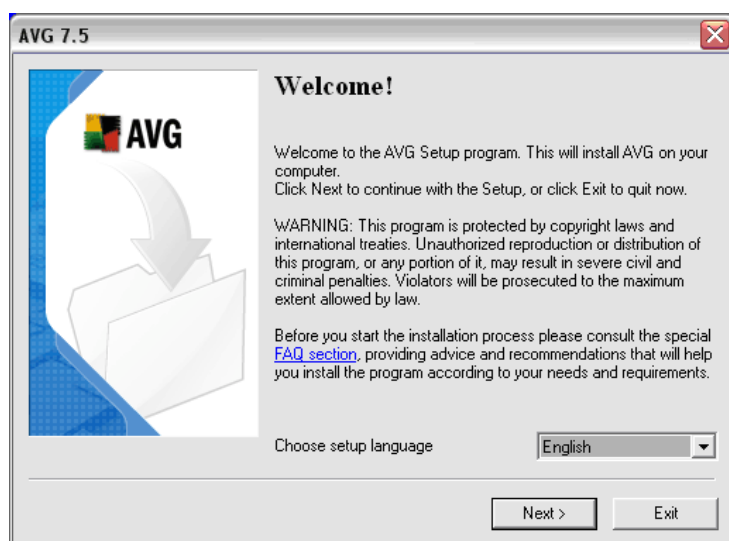 AVG 7.5
AVG
Welcome!
Welcome to the AVG Setup program. This will install AVG on your
computer.
Click Next to continue with the Setup, or click Exit to quit now.
WARNING: This program is protected by copyright laws and
international treaties. Unauthorized reproduction or distribution of
this program, or any portion of it, may result in severe civil and
criminal penalties. Violators will be prosecuted to the maximum
extent allowed by law.
Before you start the installation process please consult the special
FAQ section, providing advice and recommendations that will help
you install the program according to your needs and requirements.
Choose setup language English
Next > Exit